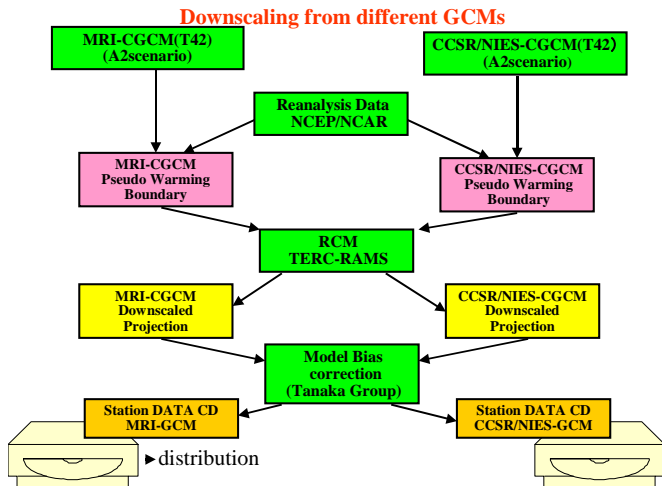 Downscaling from different GCMs
MRI-CGCM(T42)
(A2scenario)
CCSR/NIES-CGCM(T42)
(A2scenario)
Reanalysis Data
NCEP/NCAR
MRI-CGCM
Pseudo Warming
Boundary
CCSR/NIES-CGCM
Pseudo Warming
Boundary
RCM
TERC-RAMS
MRI-CGCM
Downscaled
Projection
CCSR/NIES-CGCM
Downscaled
Projection
Model Bias
correction
(Tanaka Group)
Station DATA CD
MRI-GCM
Station DATA CD
CCSR/NIES-GCM
distribution